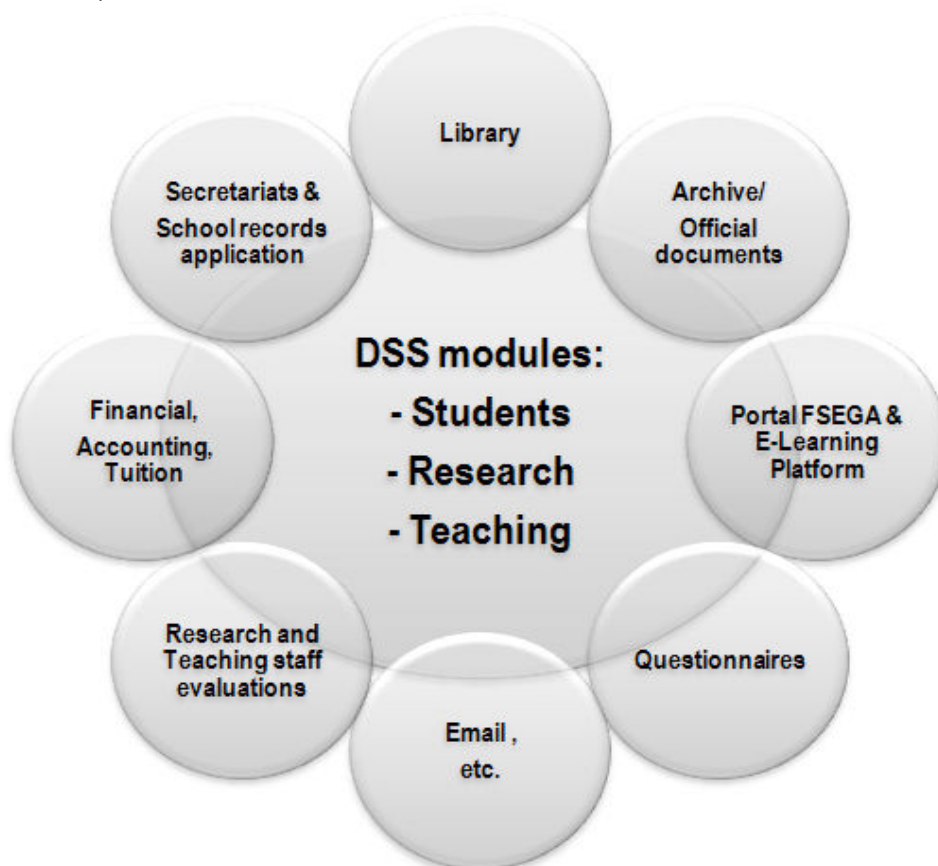 Library
Secretariats &
School records
application
Archive/
Official
documents
DSS modules:
- Students
- Research
- Teaching
Financial,
Accounting,
Tuition
Portal FSEGA &
E-Learning
Platform
Research and
Teaching staff
evaluations
Questionnaires
Email ,
etc.